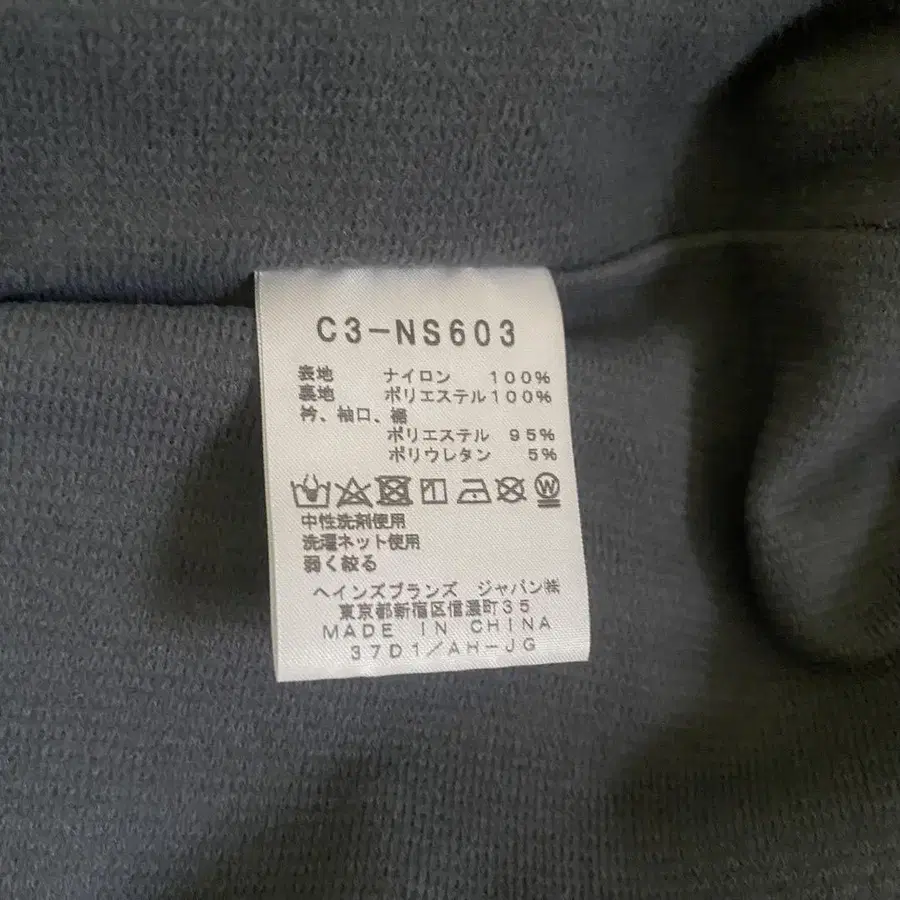 C3-NS603
表地 ナイロン 100%
裏地 ポリエステル100%
衿、袖口、裾
ポリエステル 95%
ポリウレタン 5%
W
中性洗剤使用
洗濯ネット使用
弱く絞る
ヘインズブランズ ジャパン㈱
東京都新宿区信濃町35
MADE IN CHINA
37D1/AH-JG